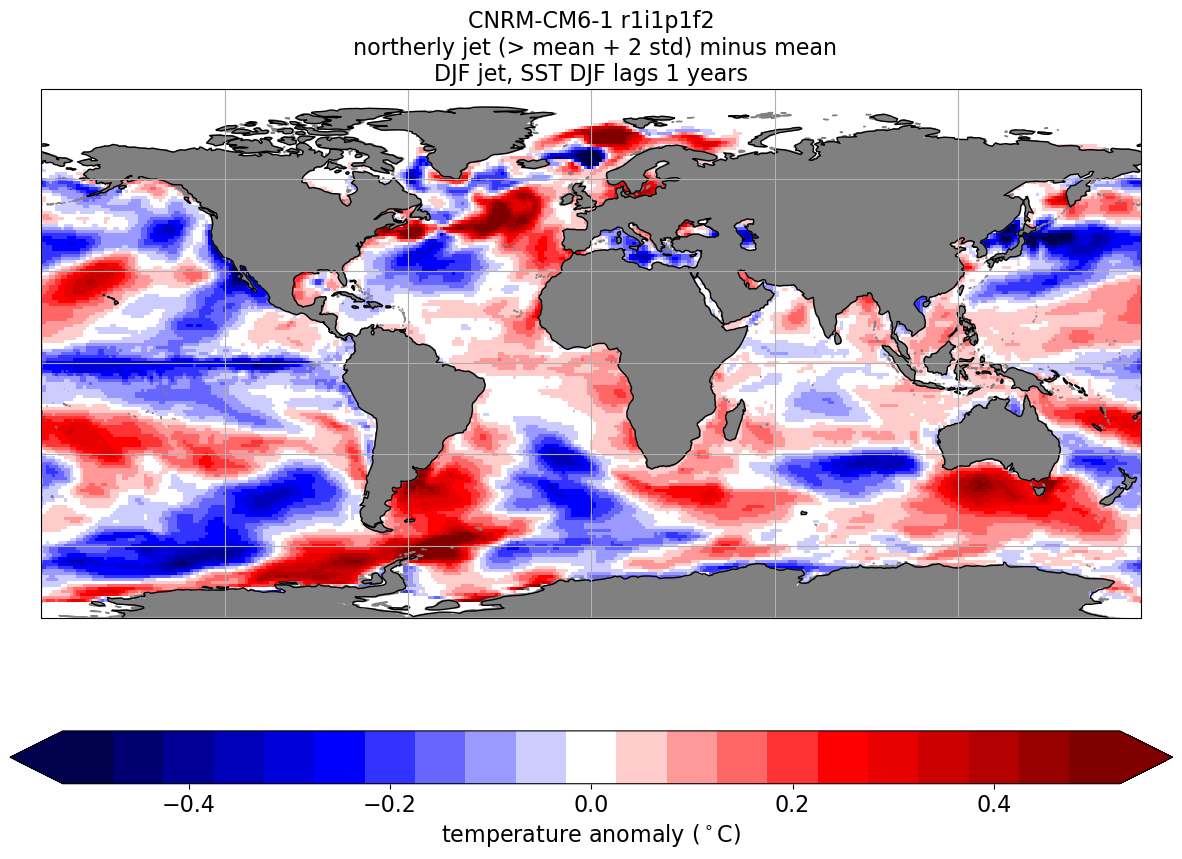 CNRM-CM6-1 r1i1p1f2
northerly jet (> mean + 2 std) minus mean
DJF jet, SST DJF lags 1 years
−0.4 −0.2 0.0 0.2 0.4
temperature anomaly (°C)